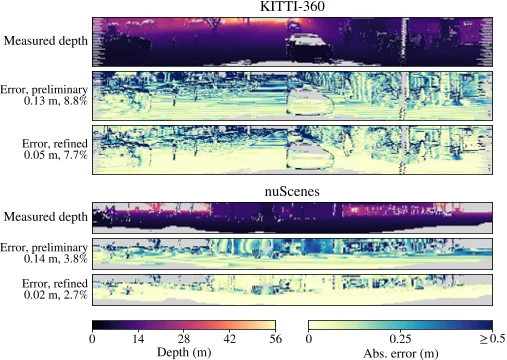 KITTI-360
Measured depth
Error, preliminary
0.13 m, 8.8%
Error, refined
0.05 m, 7.7%
nuScenes
Measured depth
Error, preliminary
0.14 m, 3.8%
Error, refined
0.02 m, 2.7%
0 14 28 42 56 0 0.25 ≥0.5
Depth (m) Abs. error (m)